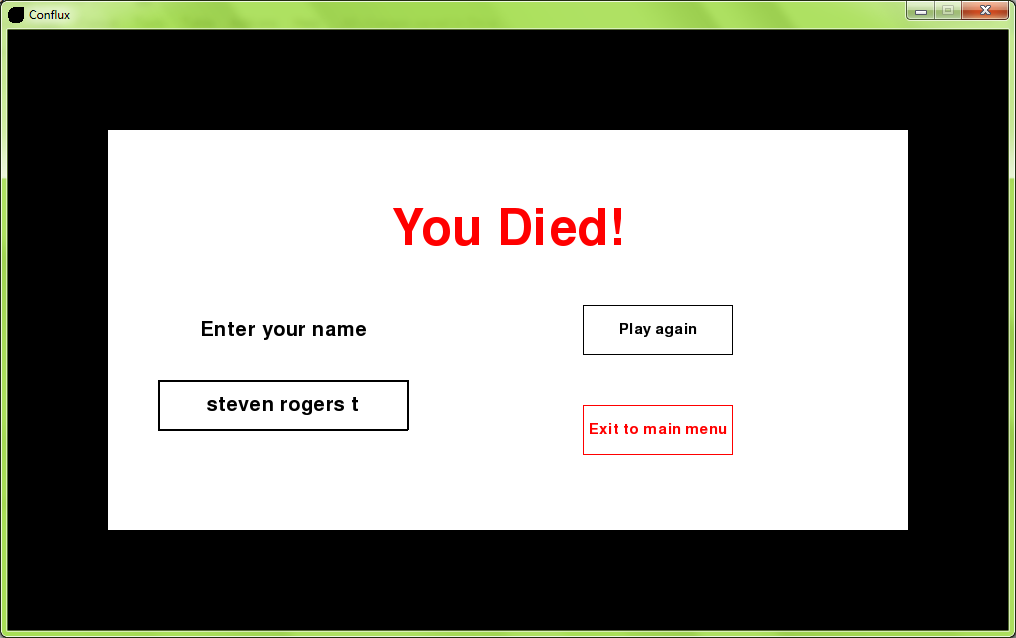 Conflux
You Died!
Enter your name
steven rogers t
Play again
Exit to main menu